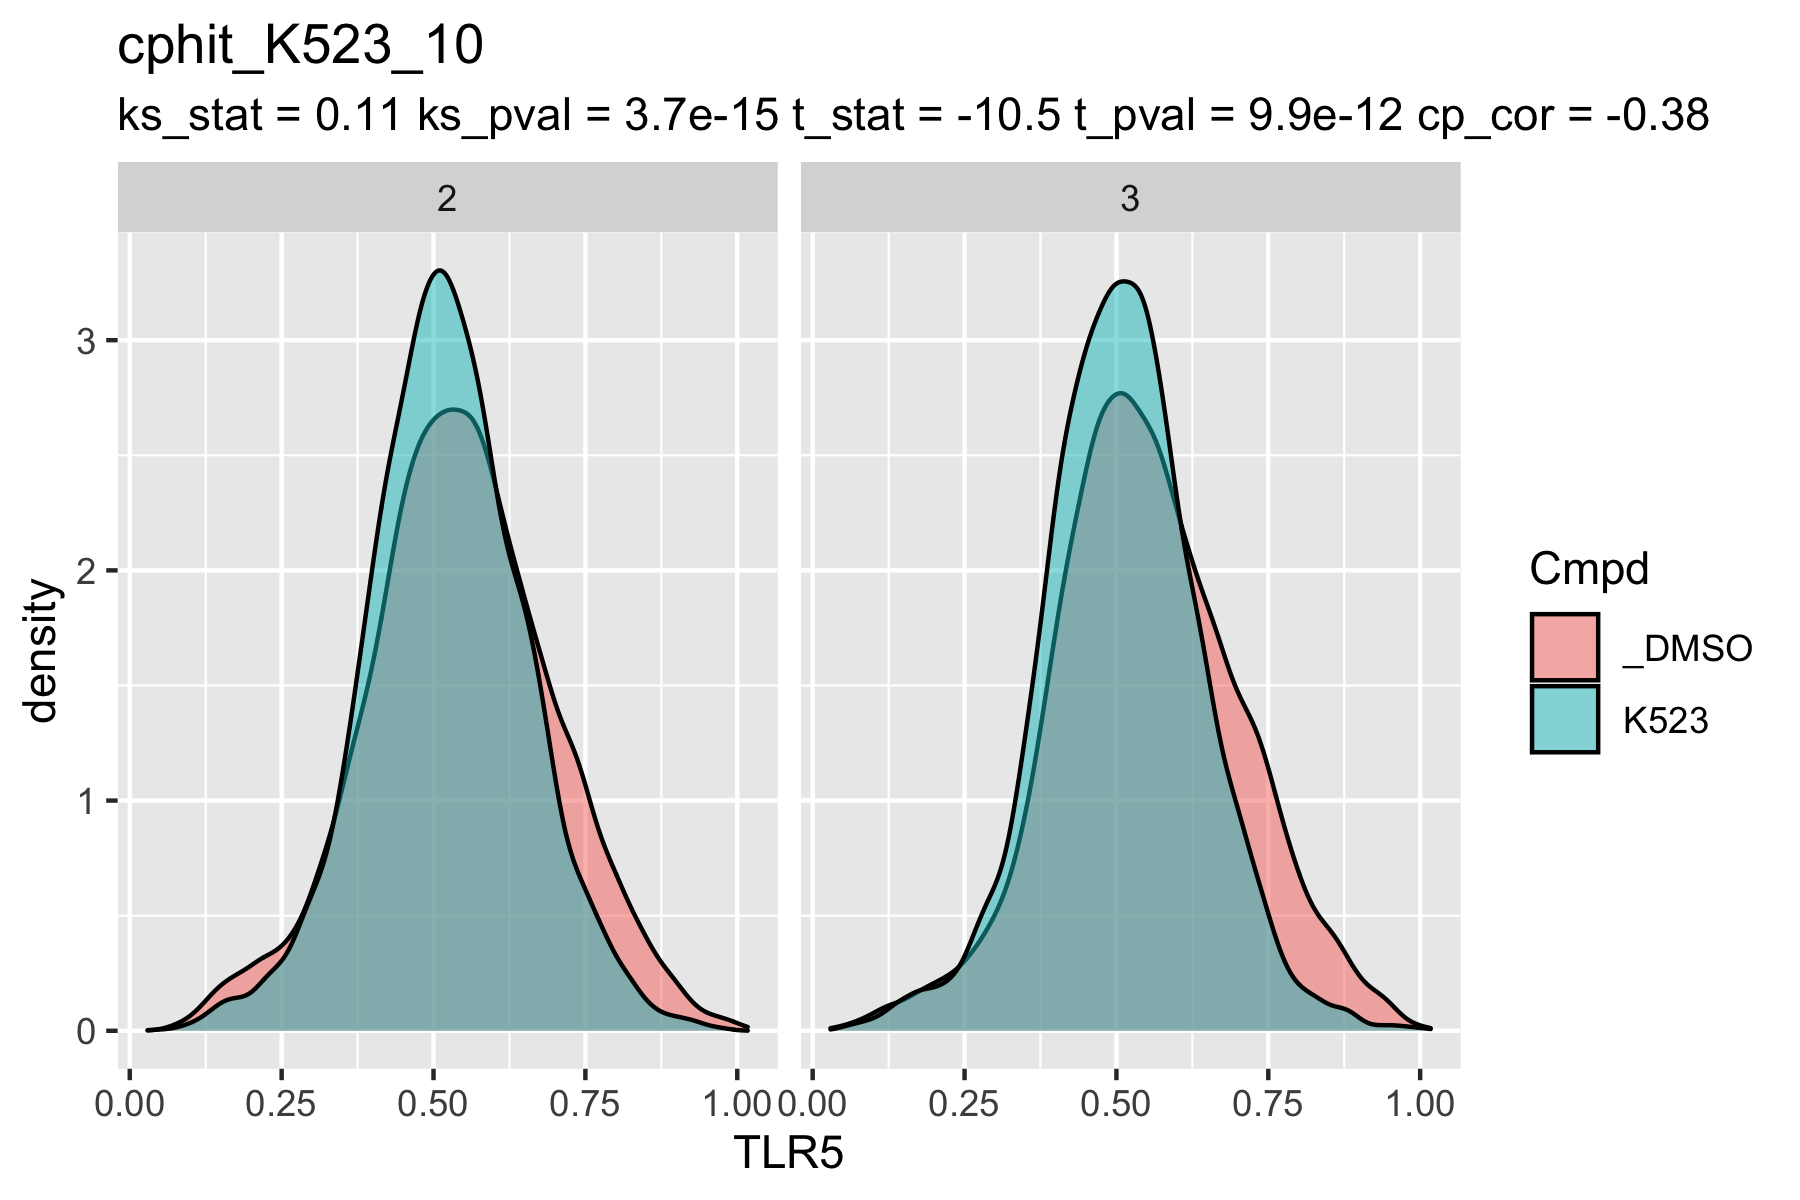 cphit_K523_10
ks_stat = 0.11 ks_pval = 3.7e-15 t_stat = -10.5 t_pval = 9.9e-12 cp_cor = -0.38
2 3
density
3
2
1
0
0.00 0.25 0.50 0.75 1.00 0.00 0.25 0.50 0.75 1.00
TLR5
Cmpd
_DMSO
K523